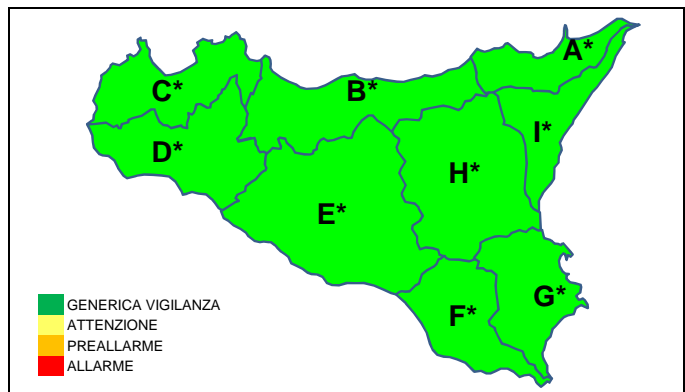 A*
C*
B*
I*
D*
H*
E*
G*
F*
GENERICA VIGILANZA
ATTENZIONE
PREALLARME
ALLARME